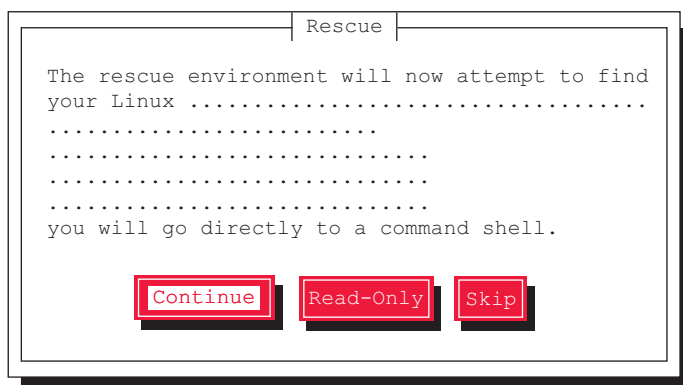 Rescue
The rescue environment will now attempt to find
your Linux ...................................
.........................
.............................
.............................
.............................
you will go directly to a command shell.
Continue Read-Only Skip